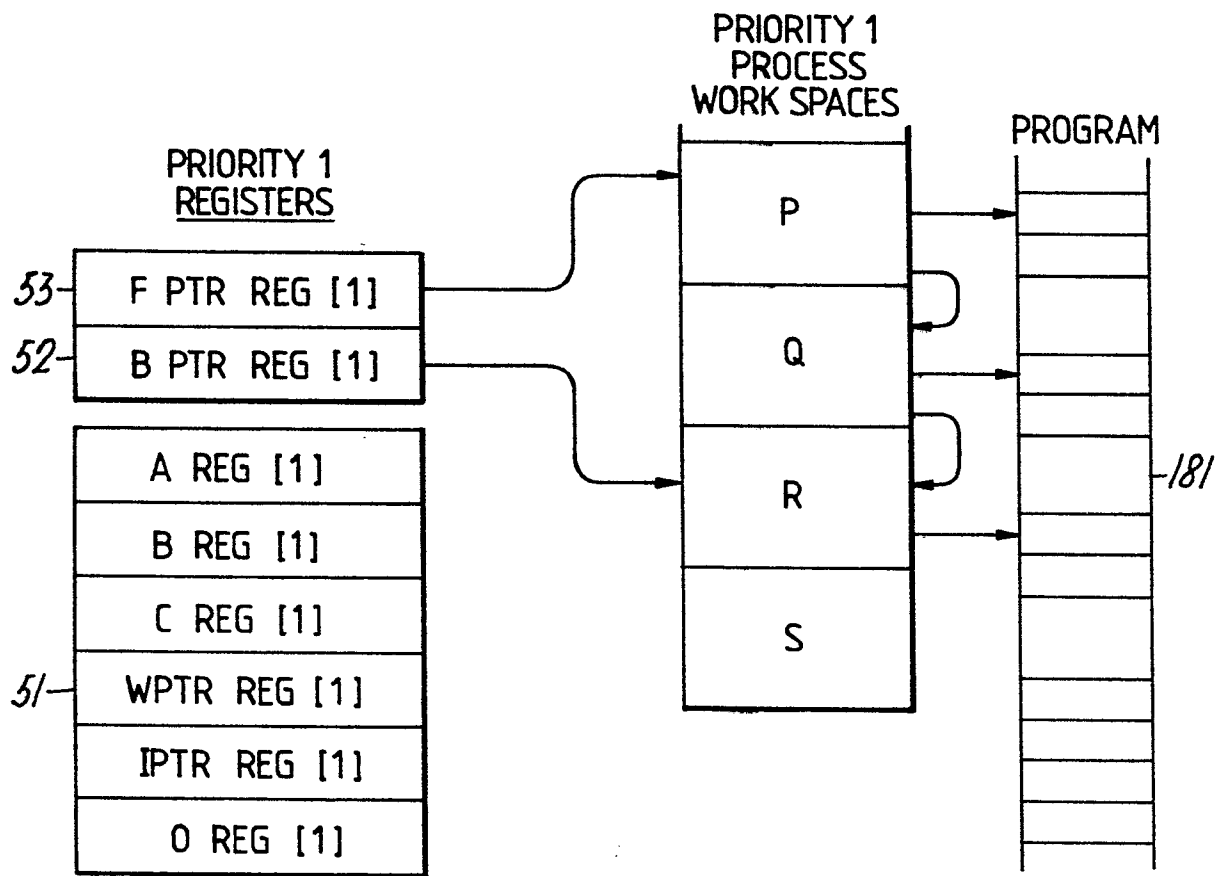 PRIORITY 1
PROCESS
WORK SPACES
PROGRAM
PRIORITY 1
REGISTERS
53
F PTR REG [1]
52
B PTR REG [1]
A REG [1]
B REG [1]
C REG [1]
51
WPTR REG [1]
IPTR REG [1]
O REG [1]
P
Q
R
S
181